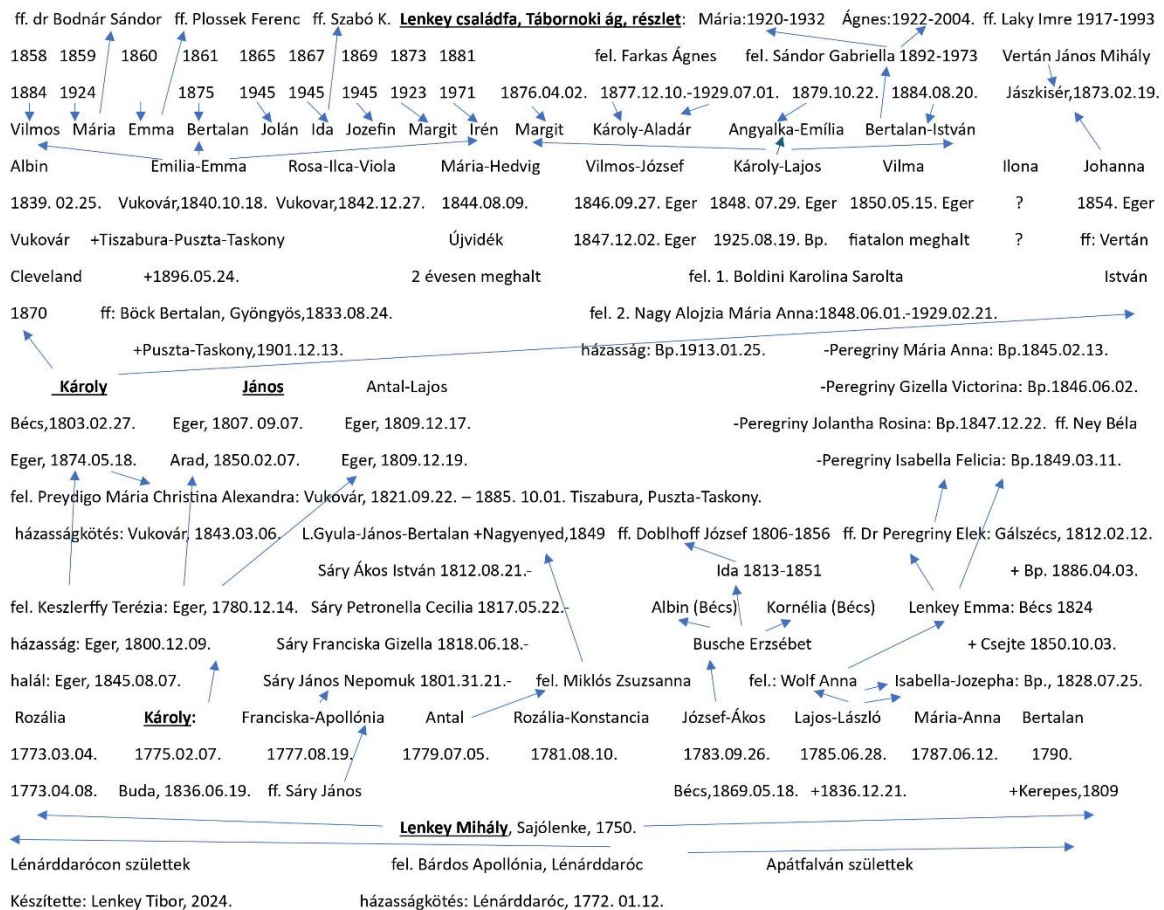 ff. dr Bodnár Sándor ff. Plossek Ferenc ff. Szabó K. Lenkey családfa, Tábornoki ág, részlet: Mária:1920-1932 Ágnes:1922-2004. ff. Laky Imre 1917-1993
1858 1859 1860 1861 1865 1867 1869 1873 1881 fel. Farkas Ágnes fel. Sándor Gabriella 1892-1973 Vertán János Mihály
1884 1924 1875 1945 1945 1945 1923 1971 1876.04.02. 1877.12.10.-1929.07.01. 1879.10.22. 1884.08.20. Jászkisér,1873.02.19.
Vilmos Mária Emma Bertalan Jolán Ida Jozefin Margit Irén Margit Károly-Aladár Angyalka-Emília Bertalan-István
Albin Emilia-Emma Rosa-Ilca-Viola Mária-Hedvig Vilmos-József Károly-Lajos Vilma Ilona Johanna
1839. 02.25. Vukovár,1840.10.18. Vukovar,1842.12.27. 1844.08.09. 1846.09.27. Eger 1848. 07.29. Eger 1850.05.15. Eger ? 1854. Eger
Vukovár +Tiszabura-Puszta-Taskony Újvidék 1847.12.02. Eger 1925.08.19. Bp. fiatalon meghalt ? ff: Vertán
Cleveland +1896.05.24. 2 évesen meghalt fel. 1. Boldini Karolina Sarolta István
1870 ff: Böck Bertalan, Gyöngyös,1833.08.24. fel. 2. Nagy Alojzia Mária Anna:1848.06.01.-1929.02.21.
+Puszta-Taskony,1901.12.13. házasság: Bp.1913.01.25. -Peregriny Mária Anna: Bp.1845.02.13.
Károly János Antal-Lajos -Peregriny Gizella Victorina: Bp.1846.06.02.
Bécs,1803.02.27. Eger, 1807. 09.07. Eger, 1809.12.17. -Peregriny Jolantha Rosina: Bp.1847.12.22. ff. Ney Béla
Eger, 1874.05.18. Arad, 1850.02.07. Eger, 1809.12.19. -Peregriny Isabella Felicia: Bp.1849.03.11.
fel. Preydigo Mária Christina Alexandra: Vukovár, 1821.09.22. – 1885. 10.01. Tiszabura, Puszta-Taskony.
házasságkötés: Vukovár, 1843.03.06. L.Gyula-János-Bertalan +Nagyenyed,1849 ff. Doblhoff József 1806-1856 ff. Dr Peregriny Elek: Gálszécs, 1812.02.12.
Sáry Ákos István 1812.08.21.- Ida 1813-1851 + Bp. 1886.04.03.
fel. Keszlerffy Terézia: Eger, 1780.12.14. Sáry Petronella Cecilia 1817.05.22.- Albin (Bécs) Kornélia (Bécs) Lenkey Emma: Bécs 1824
házasság: Eger, 1800.12.09. Sáry Franciska Gizella 1818.06.18.- Busche Erzsébet + Csejte 1850.10.03.
halál: Eger, 1845.08.07. Sáry János Nepomuk 1801.31.21.- fel. Miklós Zsuzsanna fel.: Wolf Anna Isabella-Jozepha: Bp., 1828.07.25.
Rozália Károly: Franciska-Apollónia Antal Rozália-Konstancia József-Ákos Lajos-László Mária-Anna Bertalan
1773.03.04. 1775.02.07. 1777.08.19. 1779.07.05. 1781.08.10. 1783.09.26. 1785.06.28. 1787.06.12. 1790.
1773.04.08. Buda, 1836.06.19. ff. Sáry János Bécs,1869.05.18. +1836.12.21. +Kerepes,1809
Lenkey Mihály, Sajólenke, 1750.
Lénárddarócon születtek fel. Bárdos Apollónia, Lénárddaróc Apátfalván születtek
Készítette: Lenkey Tibor, 2024. házasságkötés: Lénárddaróc, 1772. 01.12.